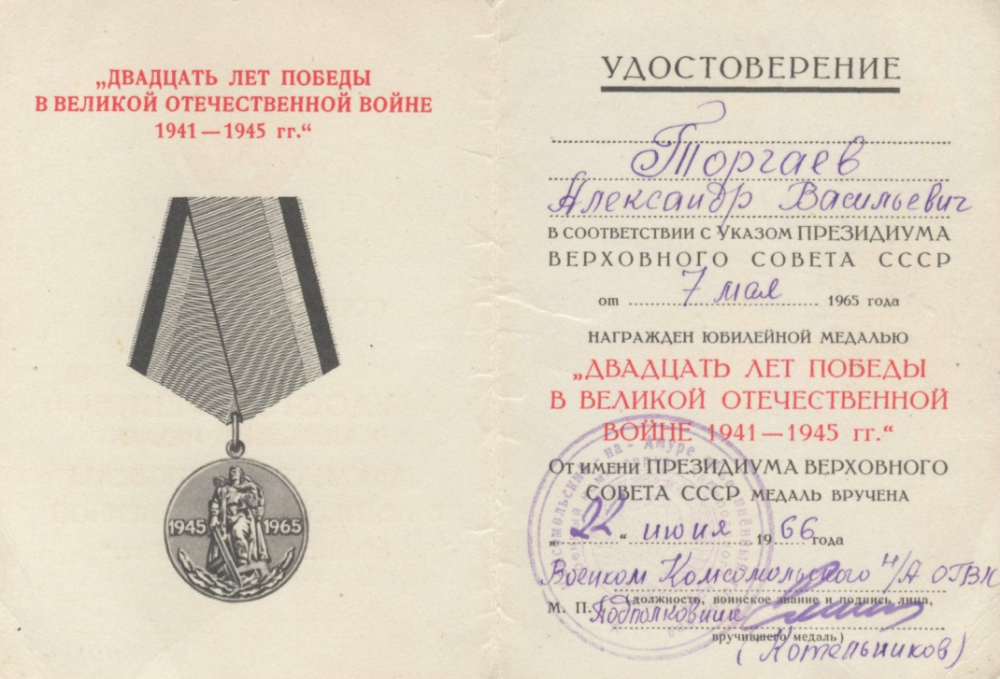 „ДВАДЦАТЬ ЛЕТ ПОБЕДЫ
В ВЕЛИКОЙ ОТЕЧЕСТВЕННОЙ ВОЙНЕ
1941—1945 гг.“
1945 1965
УДОСТОВЕРЕНИЕ
Торгаев
Александр Васильевич
В СООТВЕТСТВИИ С УКАЗОМ ПРЕЗИДИУМА
ВЕРХОВНОГО СОВЕТА СССР
от 7 мая 1965 года
НАГРАЖДЕН ЮБИЛЕЙНОЙ МЕДАЛЬЮ
„ДВАДЦАТЬ ЛЕТ ПОБЕДЫ
В ВЕЛИКОЙ ОТЕЧЕСТВЕННОЙ
ВОЙНЕ 1941—1945 гг.“
ОТ ИМЕНИ ПРЕЗИДИУМА ВЕРХОВНОГО
СОВЕТА СССР МЕДАЛЬ ВРУЧЕНА
„22“ июня 1966 года
Военком Комсомольского н/А ОГВК
(должность, воинское звание и подпись лица,
М. П. Подполковник
вручившего медаль)
(Котельников)
на-Амуре